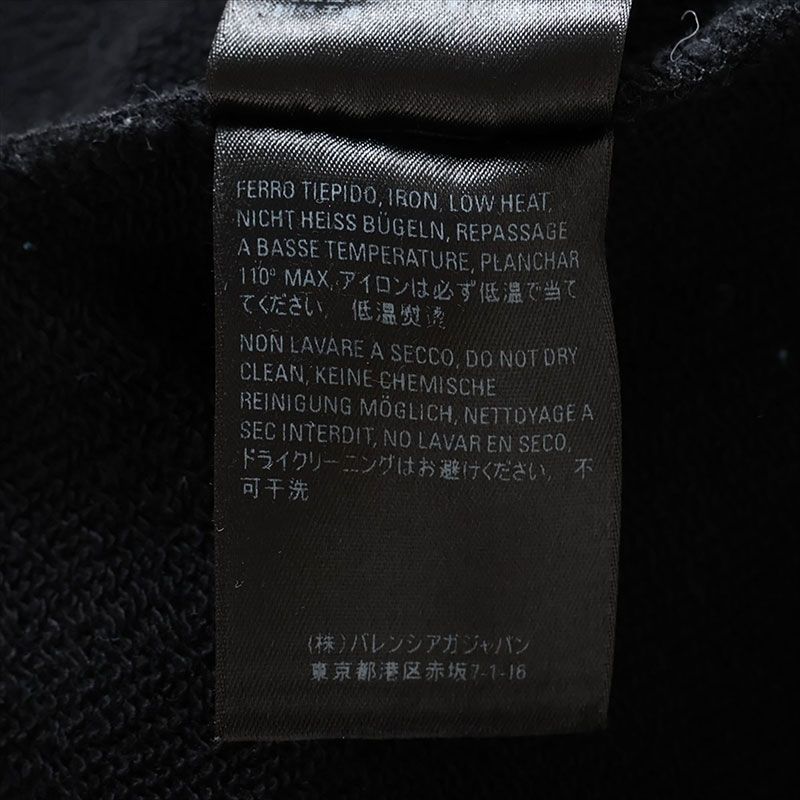 FERRO TIEPIDO, IRON, LOW HEAT,
NICHT HEISS BÜGELN, REPASSAGE
A BASSE TEMPERATURE, PLANCHAR
110° MAX, アイロンは必ず低温で当て
てください, 低温熨烫
NON LAVARE A SECCO, DO NOT DRY
CLEAN, KEINE CHEMISCHE
REINIGUNG MÖGLICH, NETTOYAGE A
SEC INTERDIT, NO LAVAR EN SECO,
ドライクリーニングはお避けください, 不
可干洗
(株)バレンシアガジャパン
東京都港区赤坂7-1-16